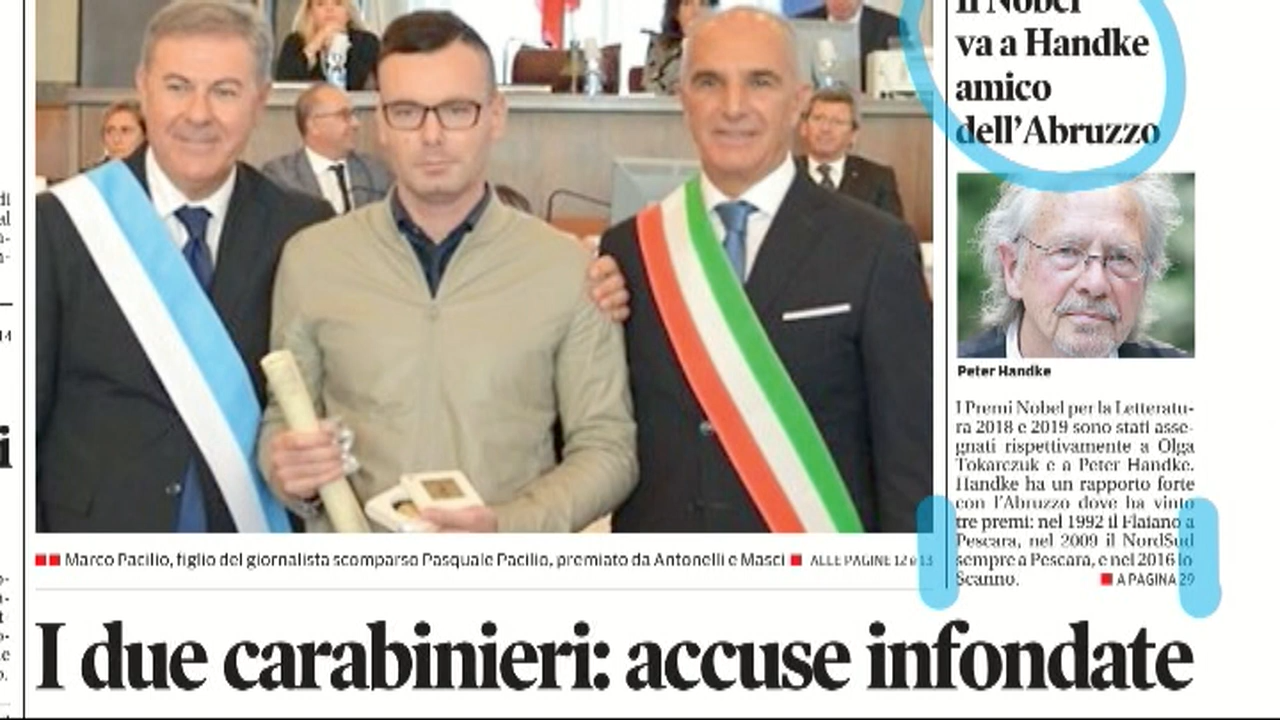 Il Nobel
va a Handke
amico
dell'Abruzzo
Peter Handke
I Premi Nobel per la Letteratu-
ra 2018 e 2019 sono stati asse-
gnati rispettivamente a Olga
Tokarczuk e a Peter Handke.
Handke ha un rapporto forte
con l'Abruzzo dove ha vinto
tre premi: nel 1992 il Flaiano a
Pescara, nel 2009 il NordSud
sempre a Pescara, e nel 2016 lo
Scanno. A PAGINA 29
Marco Pacilio, figlio del giornalista scomparso Pasquale Pacilio, premiato da Antonelli e Masci ALLE PAGINE 12 e 13
I due carabinieri: accuse infondate